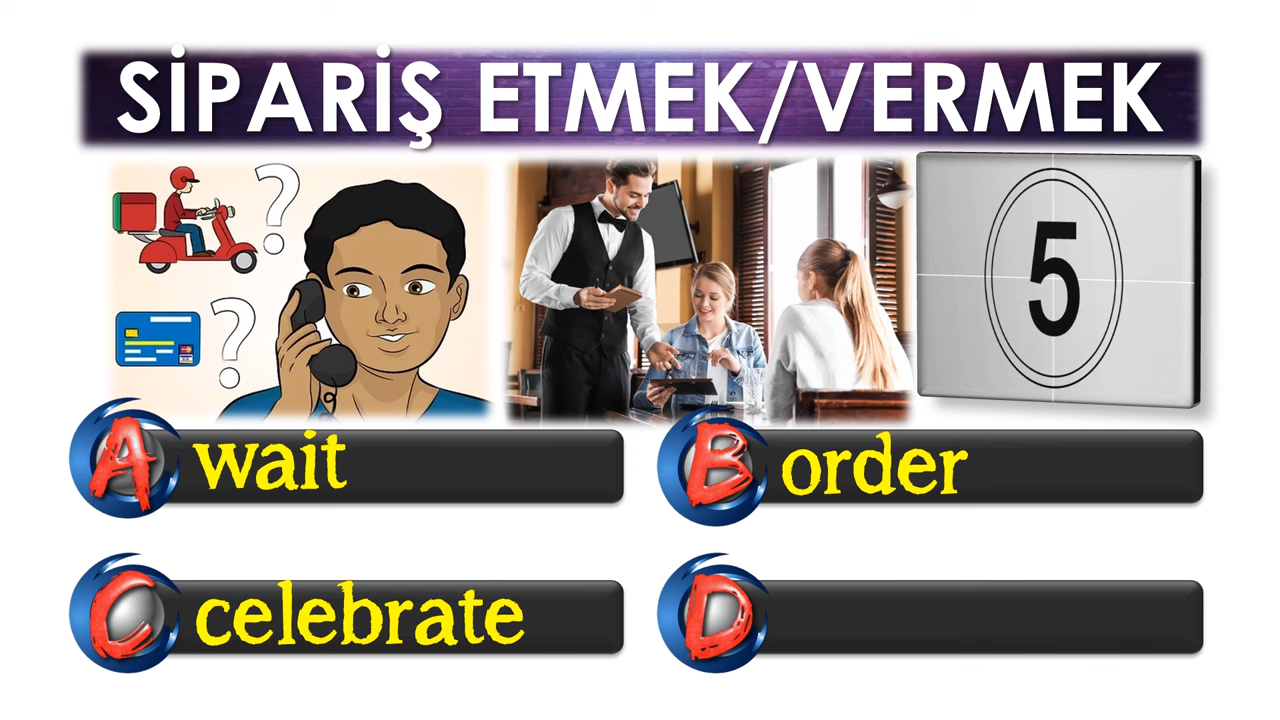 SİPARİŞ ETMEK/VERMEK
?
?
5
A wait
B order
C celebrate
D